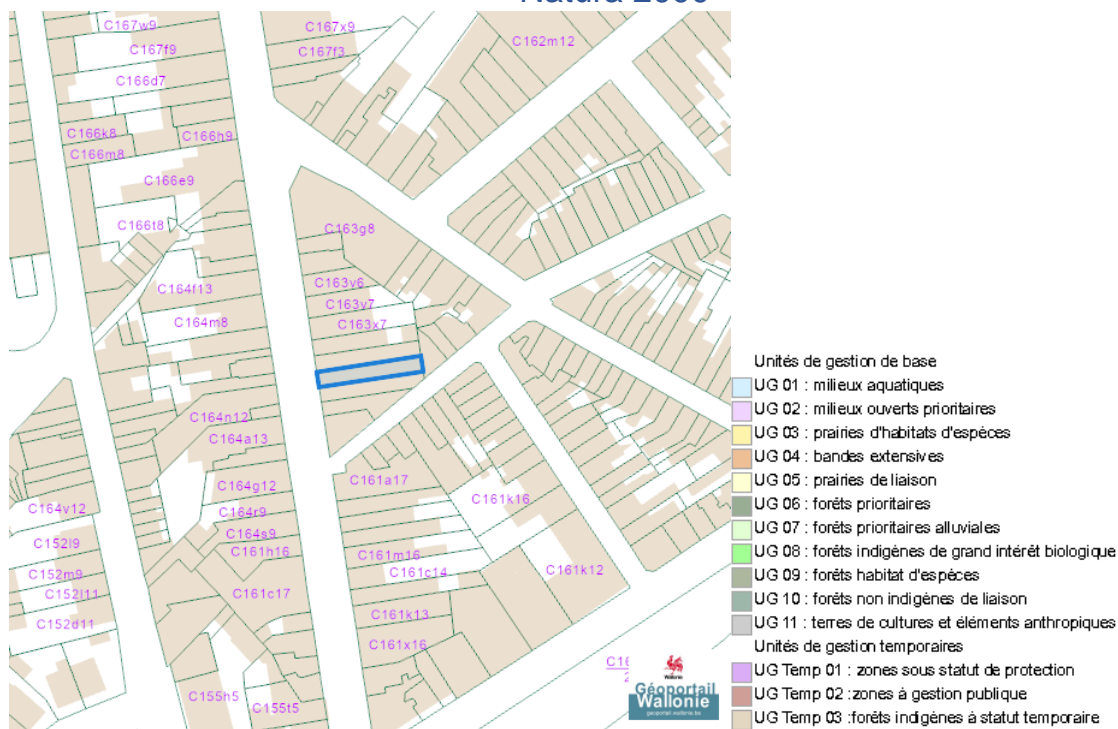 Natura 2000
C167w9
C167x9
C167f9
C167f3
C162m12
C166d7
C166k8
C166h9
C166m8
C166e9
C166t8
C163g8
C163y6
C164f13
C163v7
C164m8
C163x7
C164n12
C164a13
C164g12
C161a17
C161k16
C164v12
C164r9
C164s9
C152l9
C161h16
C161m16
C152m9
C161c14
C161k12
C152l11
C161c17
C152d11
C161k13
C161x16
C155h5
C155t5
Wallonie
Géoportail
Wallonie
geoportail.wallonie.be
Unités de gestion de base
UG 01 : milieux aquatiques
UG 02 : milieux ouverts prioritaires
UG 03 : prairies d'habitats d'espèces
UG 04 : bandes extensives
UG 05 : prairies de liaison
UG 06 : forêts prioritaires
UG 07 : forêts prioritaires alluviales
UG 08 : forêts indigènes de grand intérêt biologique
UG 09 : forêts habitat d'espèces
UG 10 : forêts non indigènes de liaison
UG 11 : terres de cultures et éléments anthropiques
Unités de gestion temporaires
UG Temp 01 : zones sous statut de protection
UG Temp 02 :zones à gestion publique
UG Temp 03 :forêts indigènes à statut temporaire